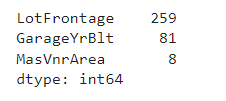 LotFrontage    259
GarageYrBlt     81
MasVnrArea       8
dtype: int64